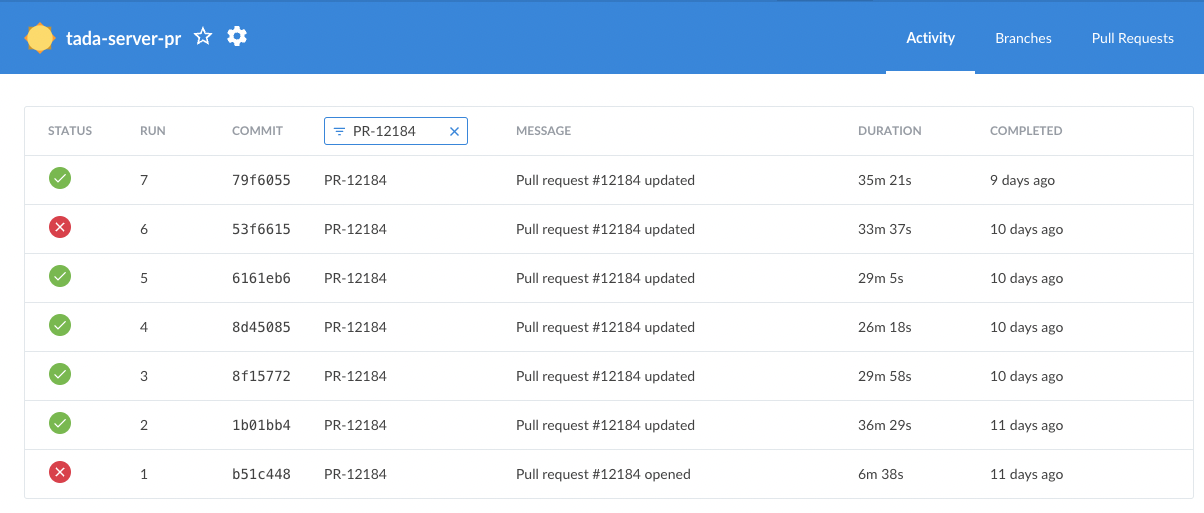 tada-server-pr Activity Branches Pull Requests
STATUS RUN COMMIT PR-12184 MESSAGE DURATION COMPLETED
7 79f6055 PR-12184 Pull request #12184 updated 35m 21s 9 days ago
6 53f6615 PR-12184 Pull request #12184 updated 33m 37s 10 days ago
5 6161eb6 PR-12184 Pull request #12184 updated 29m 5s 10 days ago
4 8d45085 PR-12184 Pull request #12184 updated 26m 18s 10 days ago
3 8f15772 PR-12184 Pull request #12184 updated 29m 58s 10 days ago
2 1b01bb4 PR-12184 Pull request #12184 updated 36m 29s 11 days ago
1 b51c448 PR-12184 Pull request #12184 opened 6m 38s 11 days ago